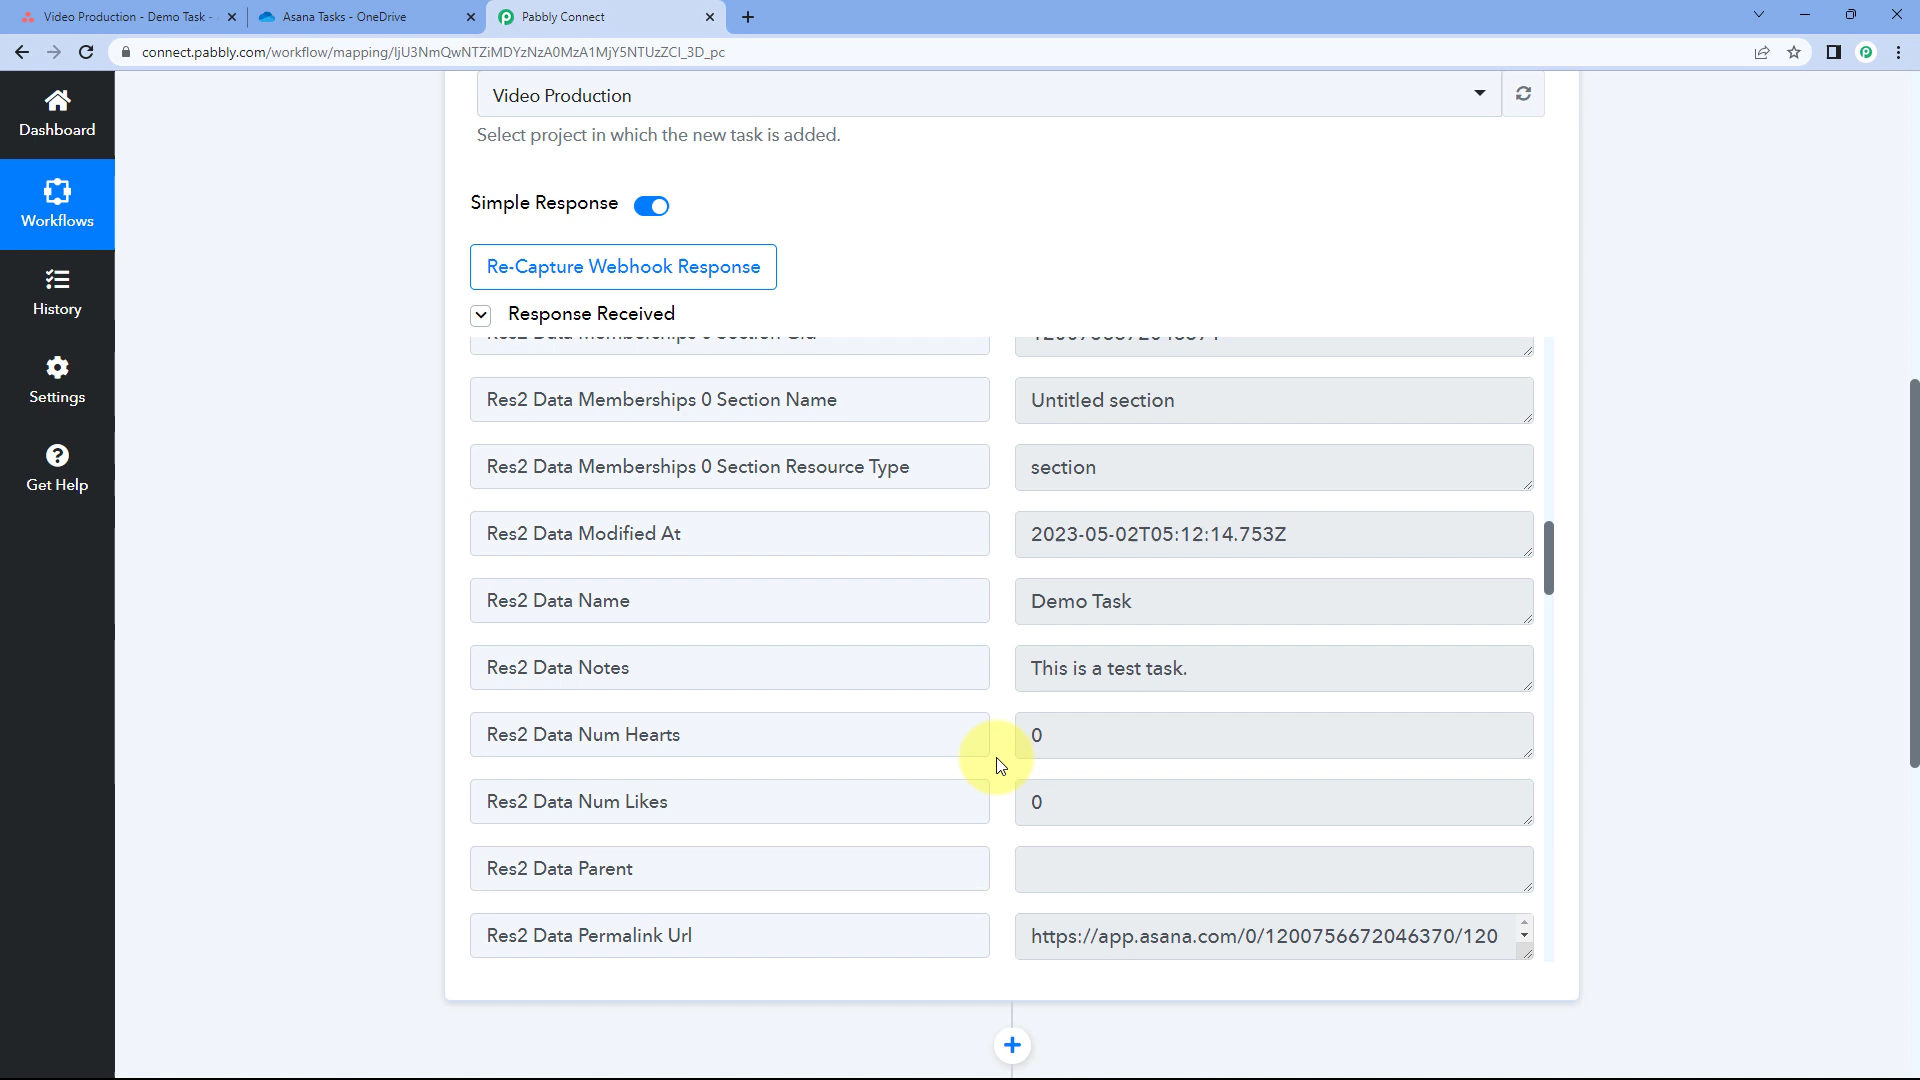 Video Production - Demo Task -
Asana Tasks - OneDrive
Pabbly Connect
connect.pabbly.com/workflow/mapping/IjU3NmQwNTZiMDYzNzA0MzA1MjY5NTUzZCI_3D_pc
Dashboard
Workflows
History
Settings
Get Help
Video Production
Select project in which the new task is added.
Simple Response
Re-Capture Webhook Response
Response Received
Res2 Data Memberships 0 Section Name
Untitled section
Res2 Data Memberships 0 Section Resource Type
section
Res2 Data Modified At
2023-05-02T05:12:14.753Z
Res2 Data Name
Demo Task
Res2 Data Notes
This is a test task.
Res2 Data Num Hearts
0
Res2 Data Num Likes
0
Res2 Data Parent
Res2 Data Permalink Url
https://app.asana.com/0/1200756672046370/120